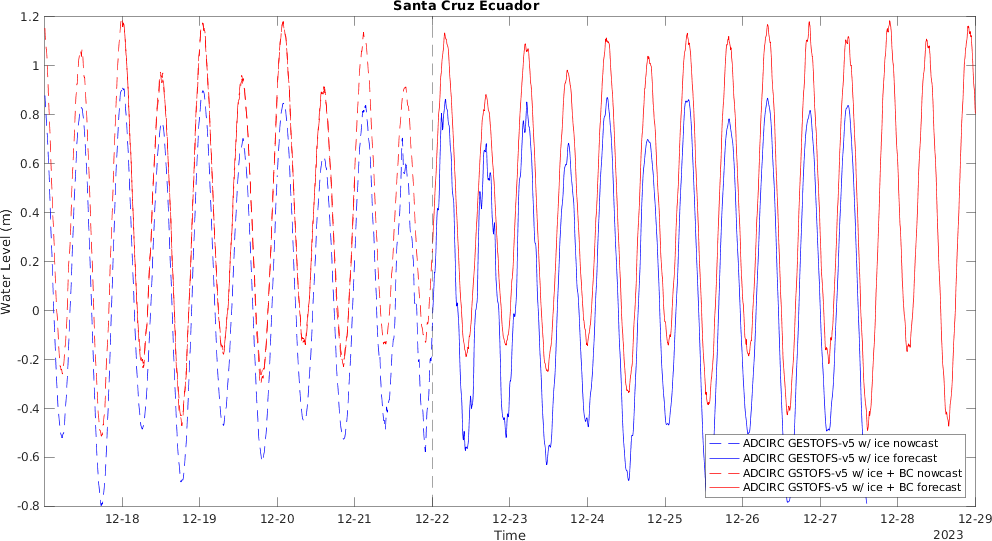 Santa Cruz Ecuador
Water Level (m)
1.2
1
0.8
0.6
0.4
0.2
0
-0.2
-0.4
-0.6
-0.8
ADCIRC GESTOFS-v5 w/ ice nowcast
ADCIRC GESTOFS-v5 w/ ice forecast
ADCIRC GSTOFS-v5 w/ ice + BC nowcast
ADCIRC GSTOFS-v5 w/ ice + BC forecast
12-18 12-19 12-20 12-21 12-22 12-23 12-24 12-25 12-26 12-27 12-28 12-29
Time
2023